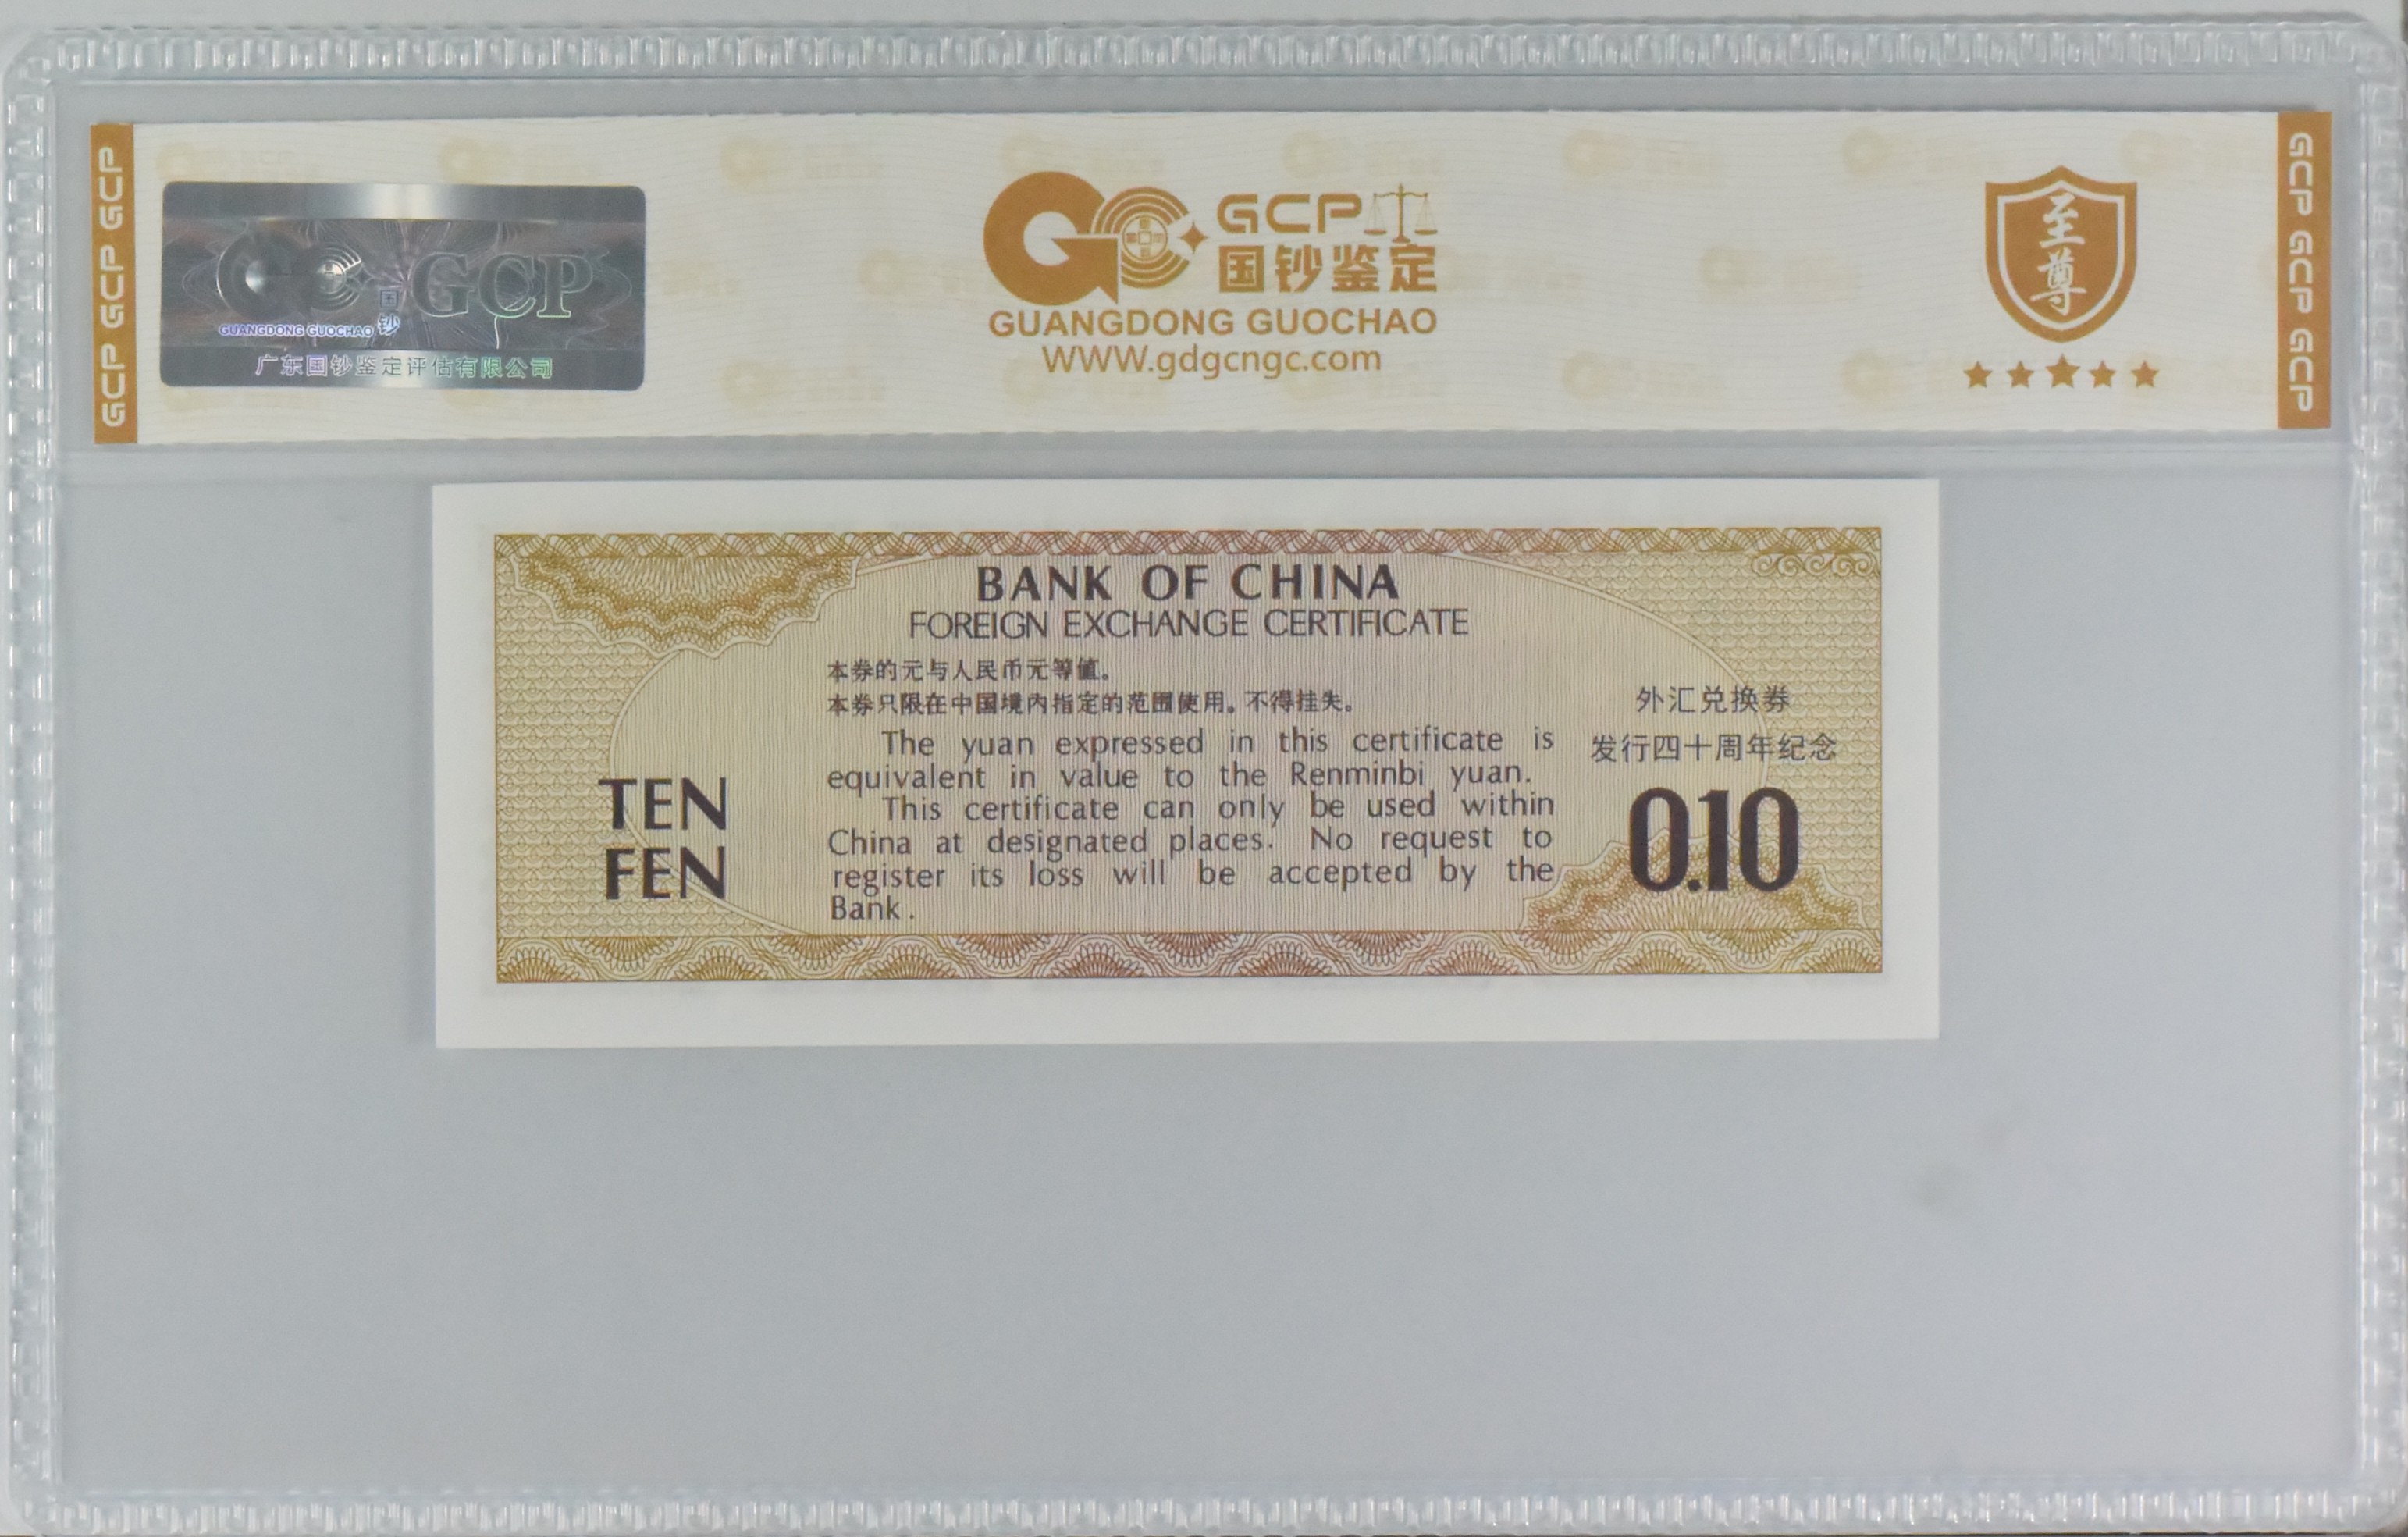 GCP GCP GCP
GCP
国钞
GUANGDONG GUOCHAO
广东国钞鉴定评估有限公司
GCP
国钞鉴定
GUANGDONG GUOCHAO
WWW.gdgcngc.com
至尊
GCP GCP GCP
BANK OF CHINA
FOREIGN EXCHANGE CERTIFICATE
本券的元与人民币元等值。
本券只限在中国境内指定的范围使用。不得挂失。
The yuan expressed in this certificate is
equivalent in value to the Renminbi yuan.
This certificate can only be used within
China at designated places. No request to
register its loss will be accepted by the
Bank.
TEN
FEN
外汇兑换券
发行四十周年纪念
0.10